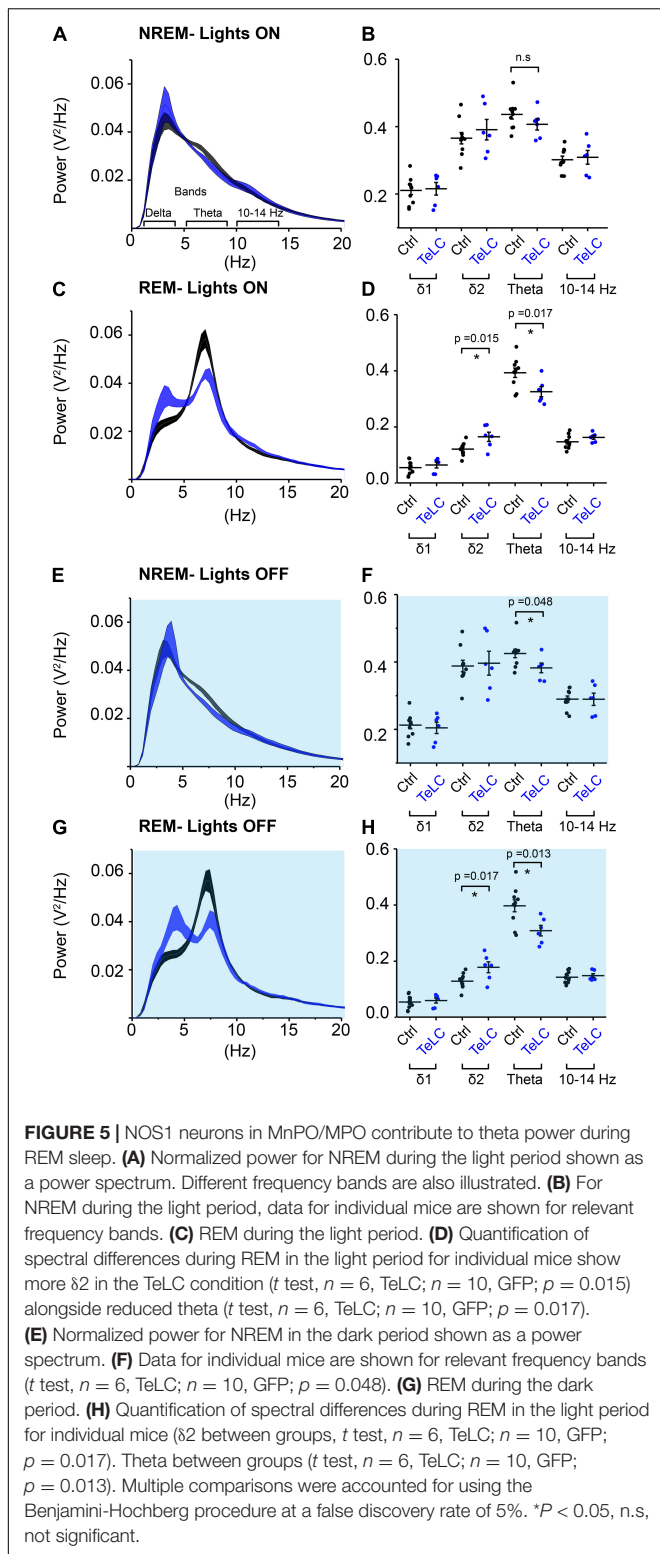 A NREM- Lights ON
Power (V²/Hz)
0.06
0.04
0.02
Bands
Delta Theta 10-14 Hz
0 5 10 15 20
(Hz)
B
0.6
0.4
0.2
n.s
Ctrl TeLC Ctrl TeLC Ctrl TeLC Ctrl TeLC
δ1 δ2 Theta 10-14 Hz
C REM- Lights ON
Power (V²/Hz)
0.06
0.04
0.02
0 5 10 15 20
(Hz)
D
0.6
0.4
0.2
0.0
p =0.015
*
p =0.017
*
Ctrl TeLC Ctrl TeLC Ctrl TeLC Ctrl TeLC
δ1 δ2 Theta 10-14 Hz
E NREM- Lights OFF
Power (V²/Hz)
0.06
0.04
0.02
0 5 10 15 20
(Hz)
F
0.6
0.4
0.2
p =0.048
*
Ctrl TeLC Ctrl TeLC Ctrl TeLC Ctrl TeLC
δ1 δ2 Theta 10-14 Hz
G REM- Lights OFF
Power (V²/Hz)
0.06
0.04
0.02
0 5 10 15 20
(Hz)
H
0.6
0.4
0.2
0.0
p =0.017
*
p =0.013
*
Ctrl TeLC Ctrl TeLC Ctrl TeLC Ctrl TeLC
δ1 δ2 Theta 10-14 Hz
FIGURE 5 | NOS1 neurons in MnPO/MPO contribute to theta power during
REM sleep. (A) Normalized power for NREM during the light period shown as
a power spectrum. Different frequency bands are also illustrated. (B) For
NREM during the light period, data for individual mice are shown for relevant
frequency bands. (C) REM during the light period. (D) Quantification of
spectral differences during REM in the light period for individual mice show
more δ2 in the TeLC condition (t test, n = 6, TeLC; n = 10, GFP; p = 0.015)
alongside reduced theta (t test, n = 6, TeLC; n = 10, GFP; p = 0.017).
(E) Normalized power for NREM in the dark period shown as a power
spectrum. (F) Data for individual mice are shown for relevant frequency bands
(t test, n = 6, TeLC; n = 10, GFP; p = 0.048). (G) REM during the dark
period. (H) Quantification of spectral differences during REM in the light period
for individual mice (δ2 between groups, t test, n = 6, TeLC; n = 10, GFP;
p = 0.017). Theta between groups (t test, n = 6, TeLC; n = 10, GFP;
p = 0.013). Multiple comparisons were accounted for using the
Benjamini-Hochberg procedure at a false discovery rate of 5%. *P < 0.05, n.s,
not significant.